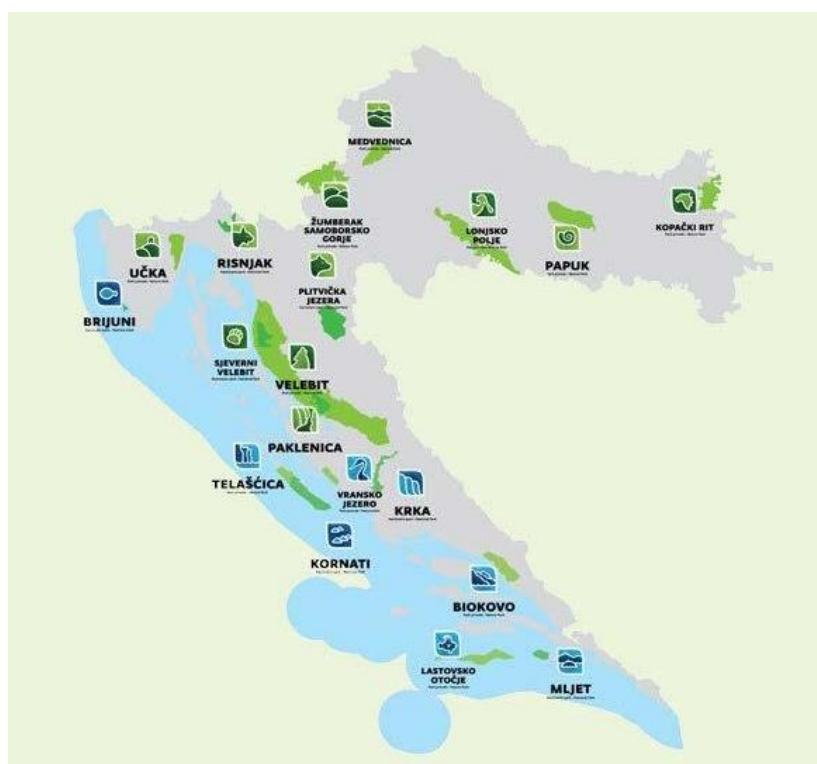 MEDVEDNICA
ŽUMBERAK
SAMOBORSKO
GORJE
LONJSKO
POLJE
KOPAČKI RIT
PAPUK
UČKA
RISNJAK
PLITVIČKA
JEZERA
BRIJUNI
SJEVERNI
VELEBIT
VELEBIT
PAKLENICA
TELAŠĆICA
VRANSKO
JEZERO
KRKA
KORNATI
BIOKOVO
LASTOVSKO
OTOČJE
MLJET